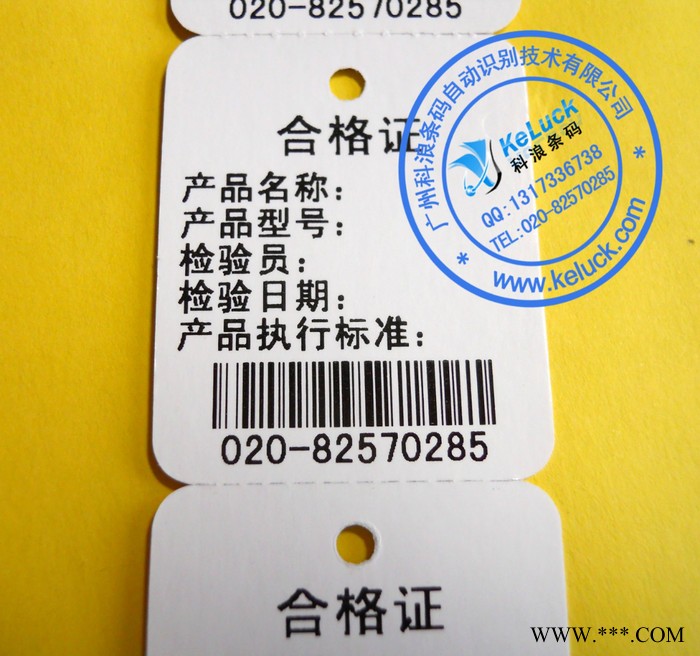 020-82570285
合格证
产品名称：
产品型号：
检验员：
检验日期：
产品执行标准：
020-82570285
合格证
广州科浪条码自动识别技术有限公司
KeLuck
科浪条码
QQ:1317336738
TEL:020-82570285
* www.keluck.com *
WWW.***.COM